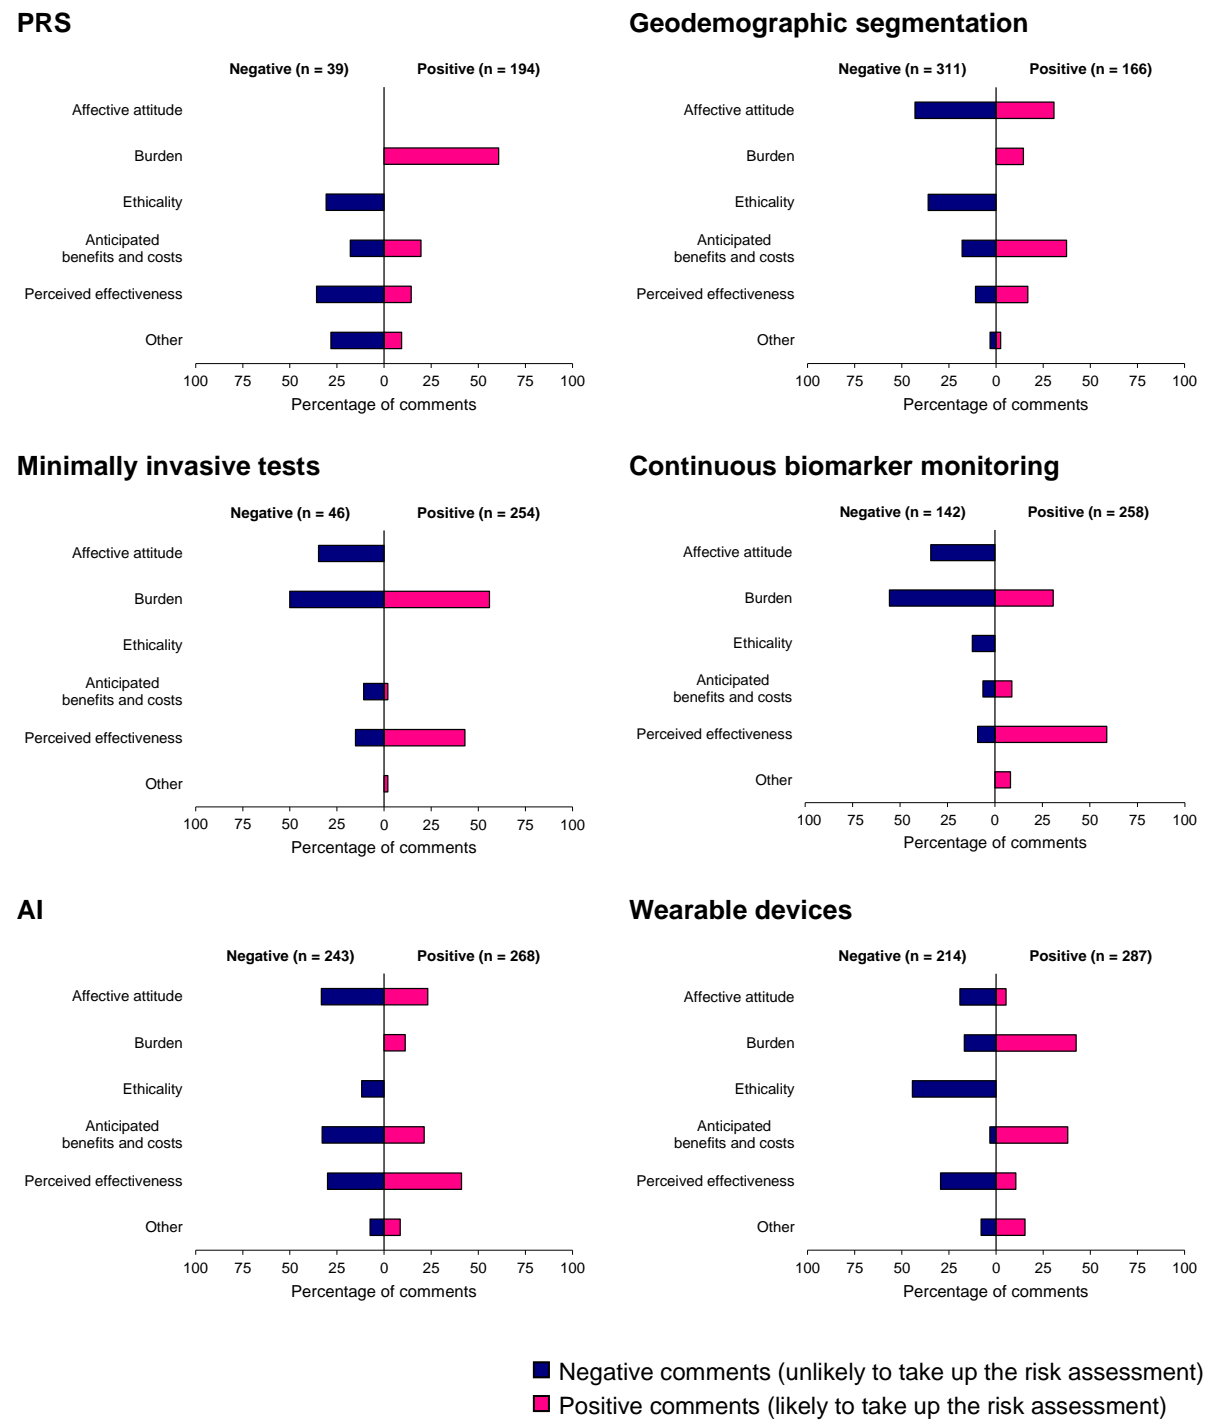 PRS
Negative (n = 39) Positive (n = 194)
Affective attitude
Burden
Ethicality
Anticipated
benefits and costs
Perceived effectiveness
Other
100 75 50 25 0 25 50 75 100
Percentage of comments
Geodemographic segmentation
Negative (n = 311) Positive (n = 166)
Affective attitude
Burden
Ethicality
Anticipated
benefits and costs
Perceived effectiveness
Other
100 75 50 25 0 25 50 75 100
Percentage of comments
Minimally invasive tests
Negative (n = 46) Positive (n = 254)
Affective attitude
Burden
Ethicality
Anticipated
benefits and costs
Perceived effectiveness
Other
100 75 50 25 0 25 50 75 100
Percentage of comments
Continuous biomarker monitoring
Negative (n = 142) Positive (n = 258)
Affective attitude
Burden
Ethicality
Anticipated
benefits and costs
Perceived effectiveness
Other
100 75 50 25 0 25 50 75 100
Percentage of comments
AI
Negative (n = 243) Positive (n = 268)
Affective attitude
Burden
Ethicality
Anticipated
benefits and costs
Perceived effectiveness
Other
100 75 50 25 0 25 50 75 100
Percentage of comments
Wearable devices
Negative (n = 214) Positive (n = 287)
Affective attitude
Burden
Ethicality
Anticipated
benefits and costs
Perceived effectiveness
Other
100 75 50 25 0 25 50 75 100
Percentage of comments
Negative comments (unlikely to take up the risk assessment)
Positive comments (likely to take up the risk assessment)